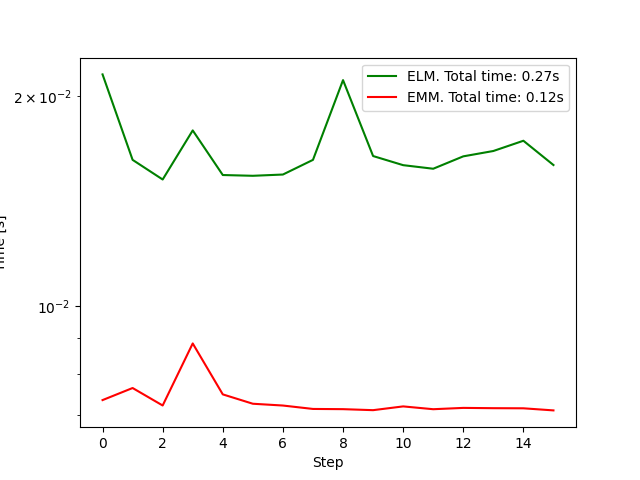 ELM. Total time: 0.27s
EMM. Total time: 0.12s
2 × 10⁻²
10⁻²
0 2 4 6 8 10 12 14
Step